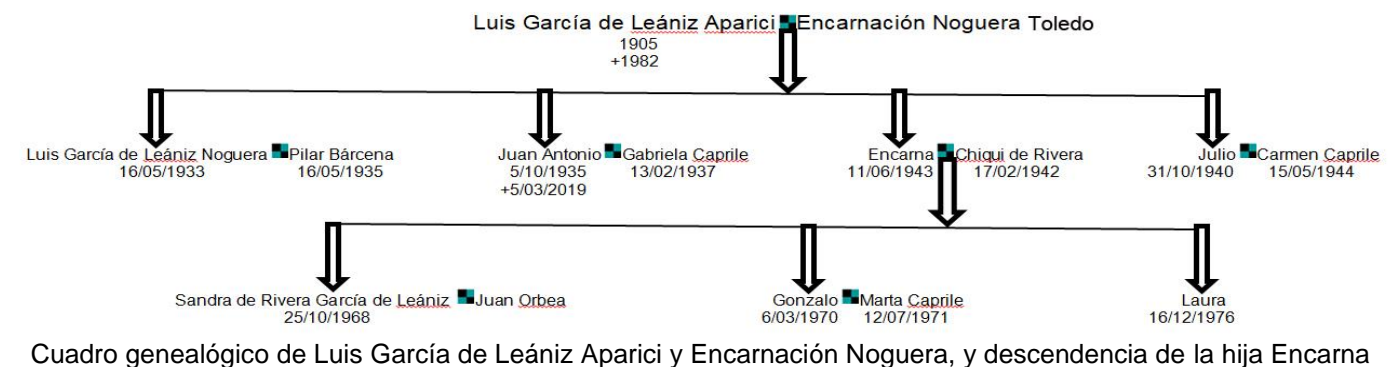 Luis García de Leániz Aparici Encarnación Noguera Toledo
1905
+1982
Luis García de Leániz Noguera Pilar Bárcena
16/05/1933 16/05/1935
Juan Antonio Gabriela Caprile
5/10/1935 13/02/1937
+5/03/2019
Encarna Chiqui de Rivera
11/06/1943 17/02/1942
Julio Carmen Caprile
31/10/1940 15/05/1944
Sandra de Rivera García de Leániz Juan Orbea
25/10/1968
Gonzalo Marta Caprile
6/03/1970 12/07/1971
Laura
16/12/1976
Cuadro genealógico de Luis García de Leániz Aparici y Encarnación Noguera, y descendencia de la hija Encarna